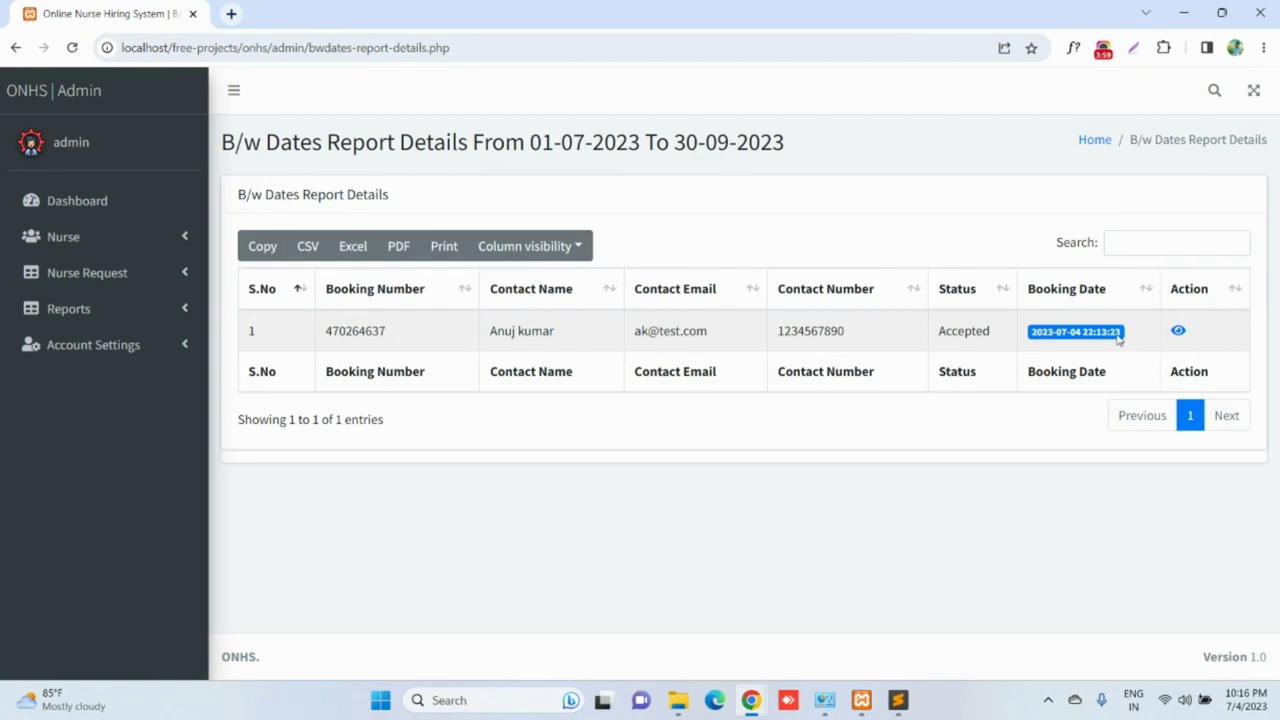 Online Nurse Hiring System | B/
localhost/free-projects/onhs/admin/bwdates-report-details.php
f?
3:59
ONHS | Admin
admin
Dashboard
Nurse
Nurse Request
Reports
Account Settings
B/w Dates Report Details From 01-07-2023 To 30-09-2023
Home / B/w Dates Report Details
B/w Dates Report Details
Copy CSV Excel PDF Print Column visibility
Search:
S.No Booking Number Contact Name Contact Email Contact Number Status Booking Date Action
1 470264637 Anuj kumar ak@test.com 1234567890 Accepted 2023-07-04 22:13:23
S.No Booking Number Contact Name Contact Email Contact Number Status Booking Date Action
Showing 1 to 1 of 1 entries
Previous 1 Next
ONHS.
Version 1.0
85°F
Mostly cloudy
Search
ENG
IN
10:16 PM
7/4/2023